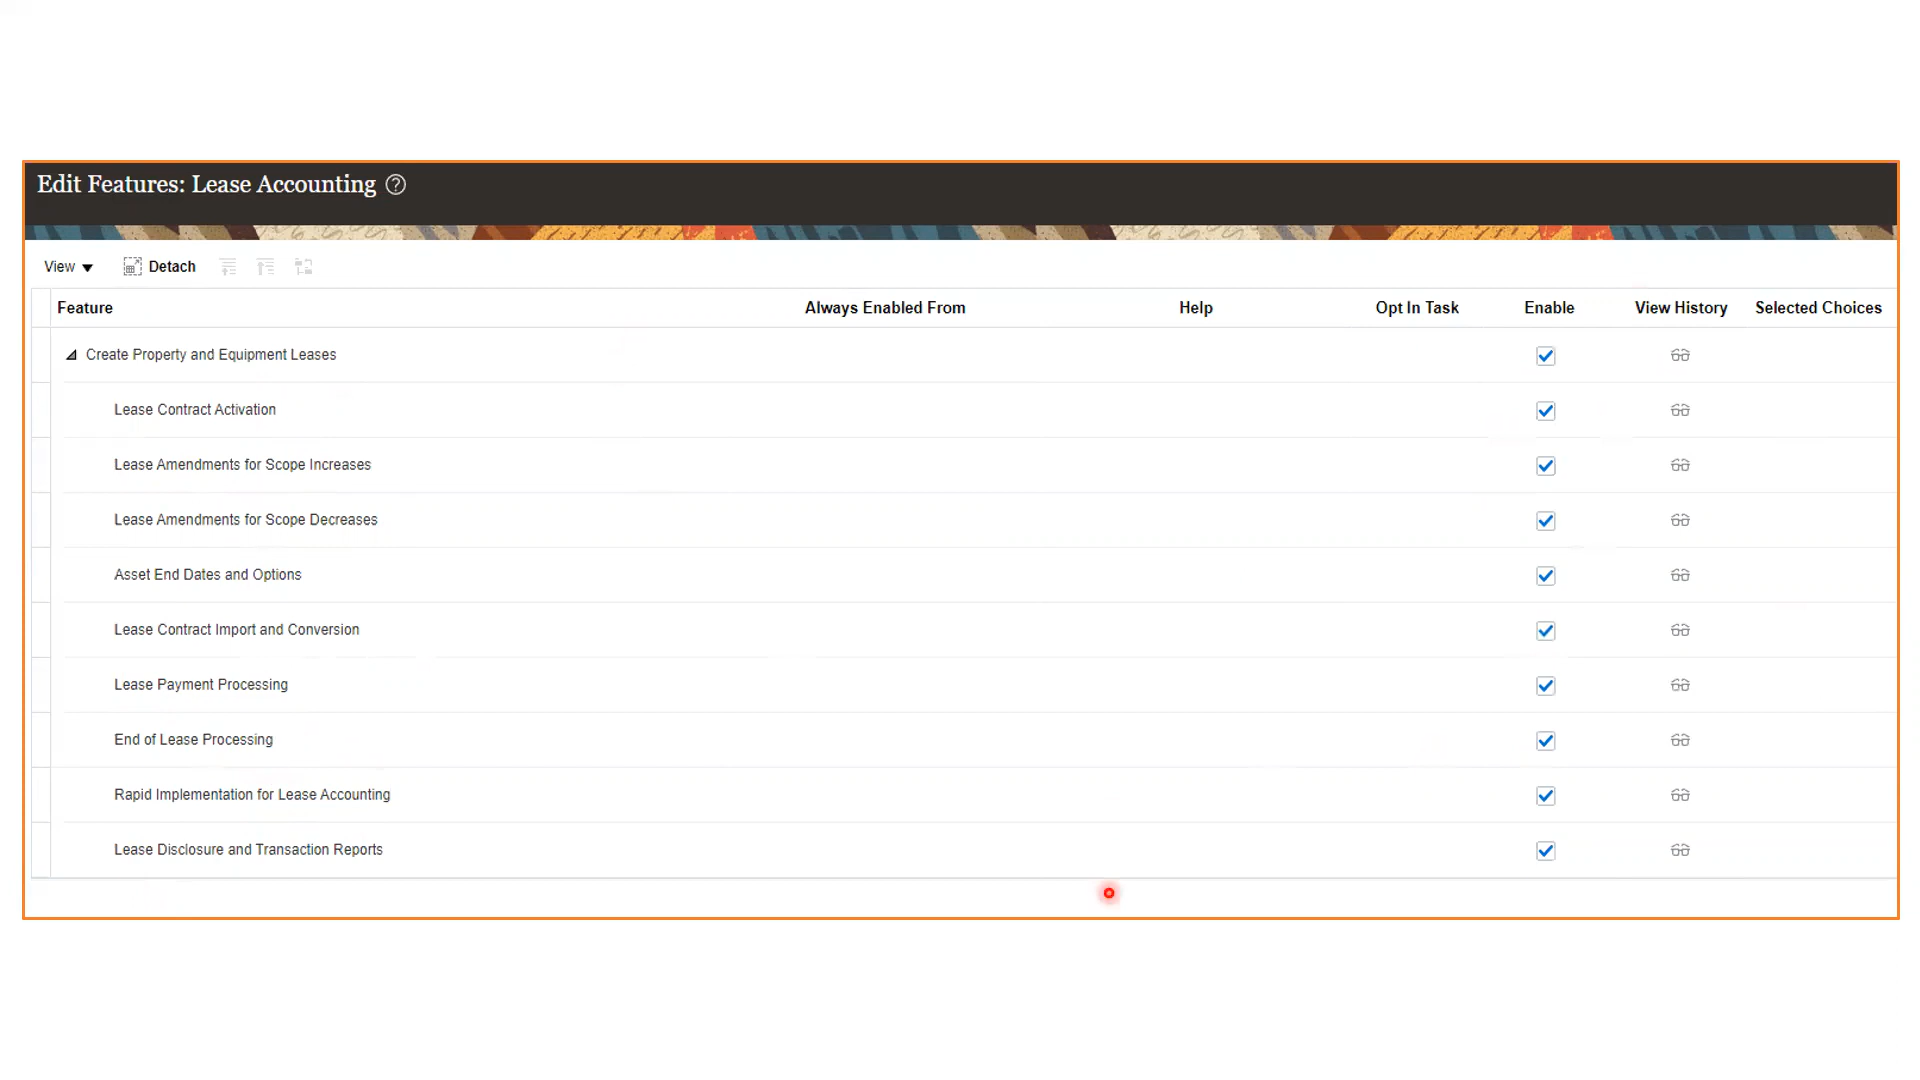 Edit Features: Lease Accounting
View Detach
Feature Always Enabled From Help Opt In Task Enable View History Selected Choices
Create Property and Equipment Leases
Lease Contract Activation
Lease Amendments for Scope Increases
Lease Amendments for Scope Decreases
Asset End Dates and Options
Lease Contract Import and Conversion
Lease Payment Processing
End of Lease Processing
Rapid Implementation for Lease Accounting
Lease Disclosure and Transaction Reports